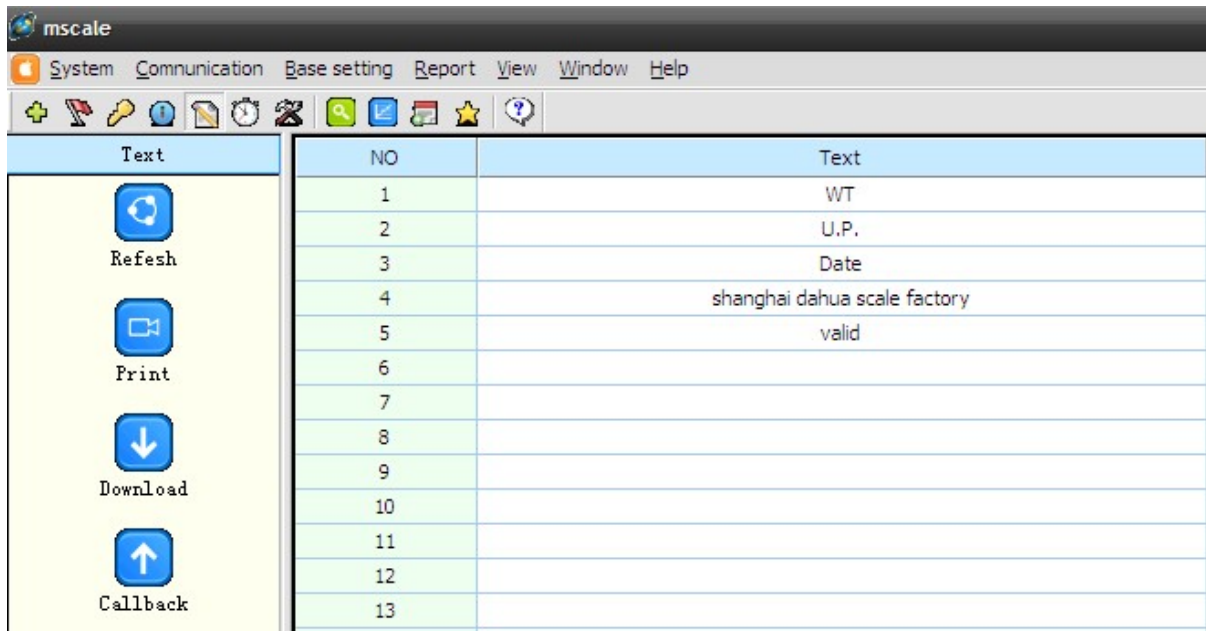 mscale
System Comnunication Base setting Report View Window Help
Text
Refesh
Print
Download
Callback
NO Text
1 WT
2 U.P.
3 Date
4 shanghai dahua scale factory
5 valid
6
7
8
9
10
11
12
13